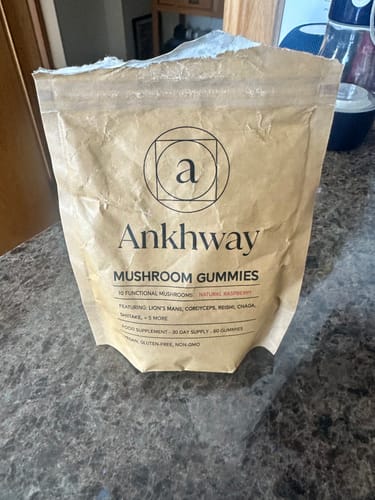 a
Ankhway
MUSHROOM GUMMIES
10 FUNCTIONAL MUSHROOMS: NATURAL RASPBERRY
FEATURING: LION'S MANE, CORDYCEPS, REISHI, CHAGA,
SHIITAKE, + 5 MORE
FOOD SUPPLEMENT - 30 DAY SUPPLY - 60 GUMMIES
VEGAN, GLUTEN-FREE, NON-GMO